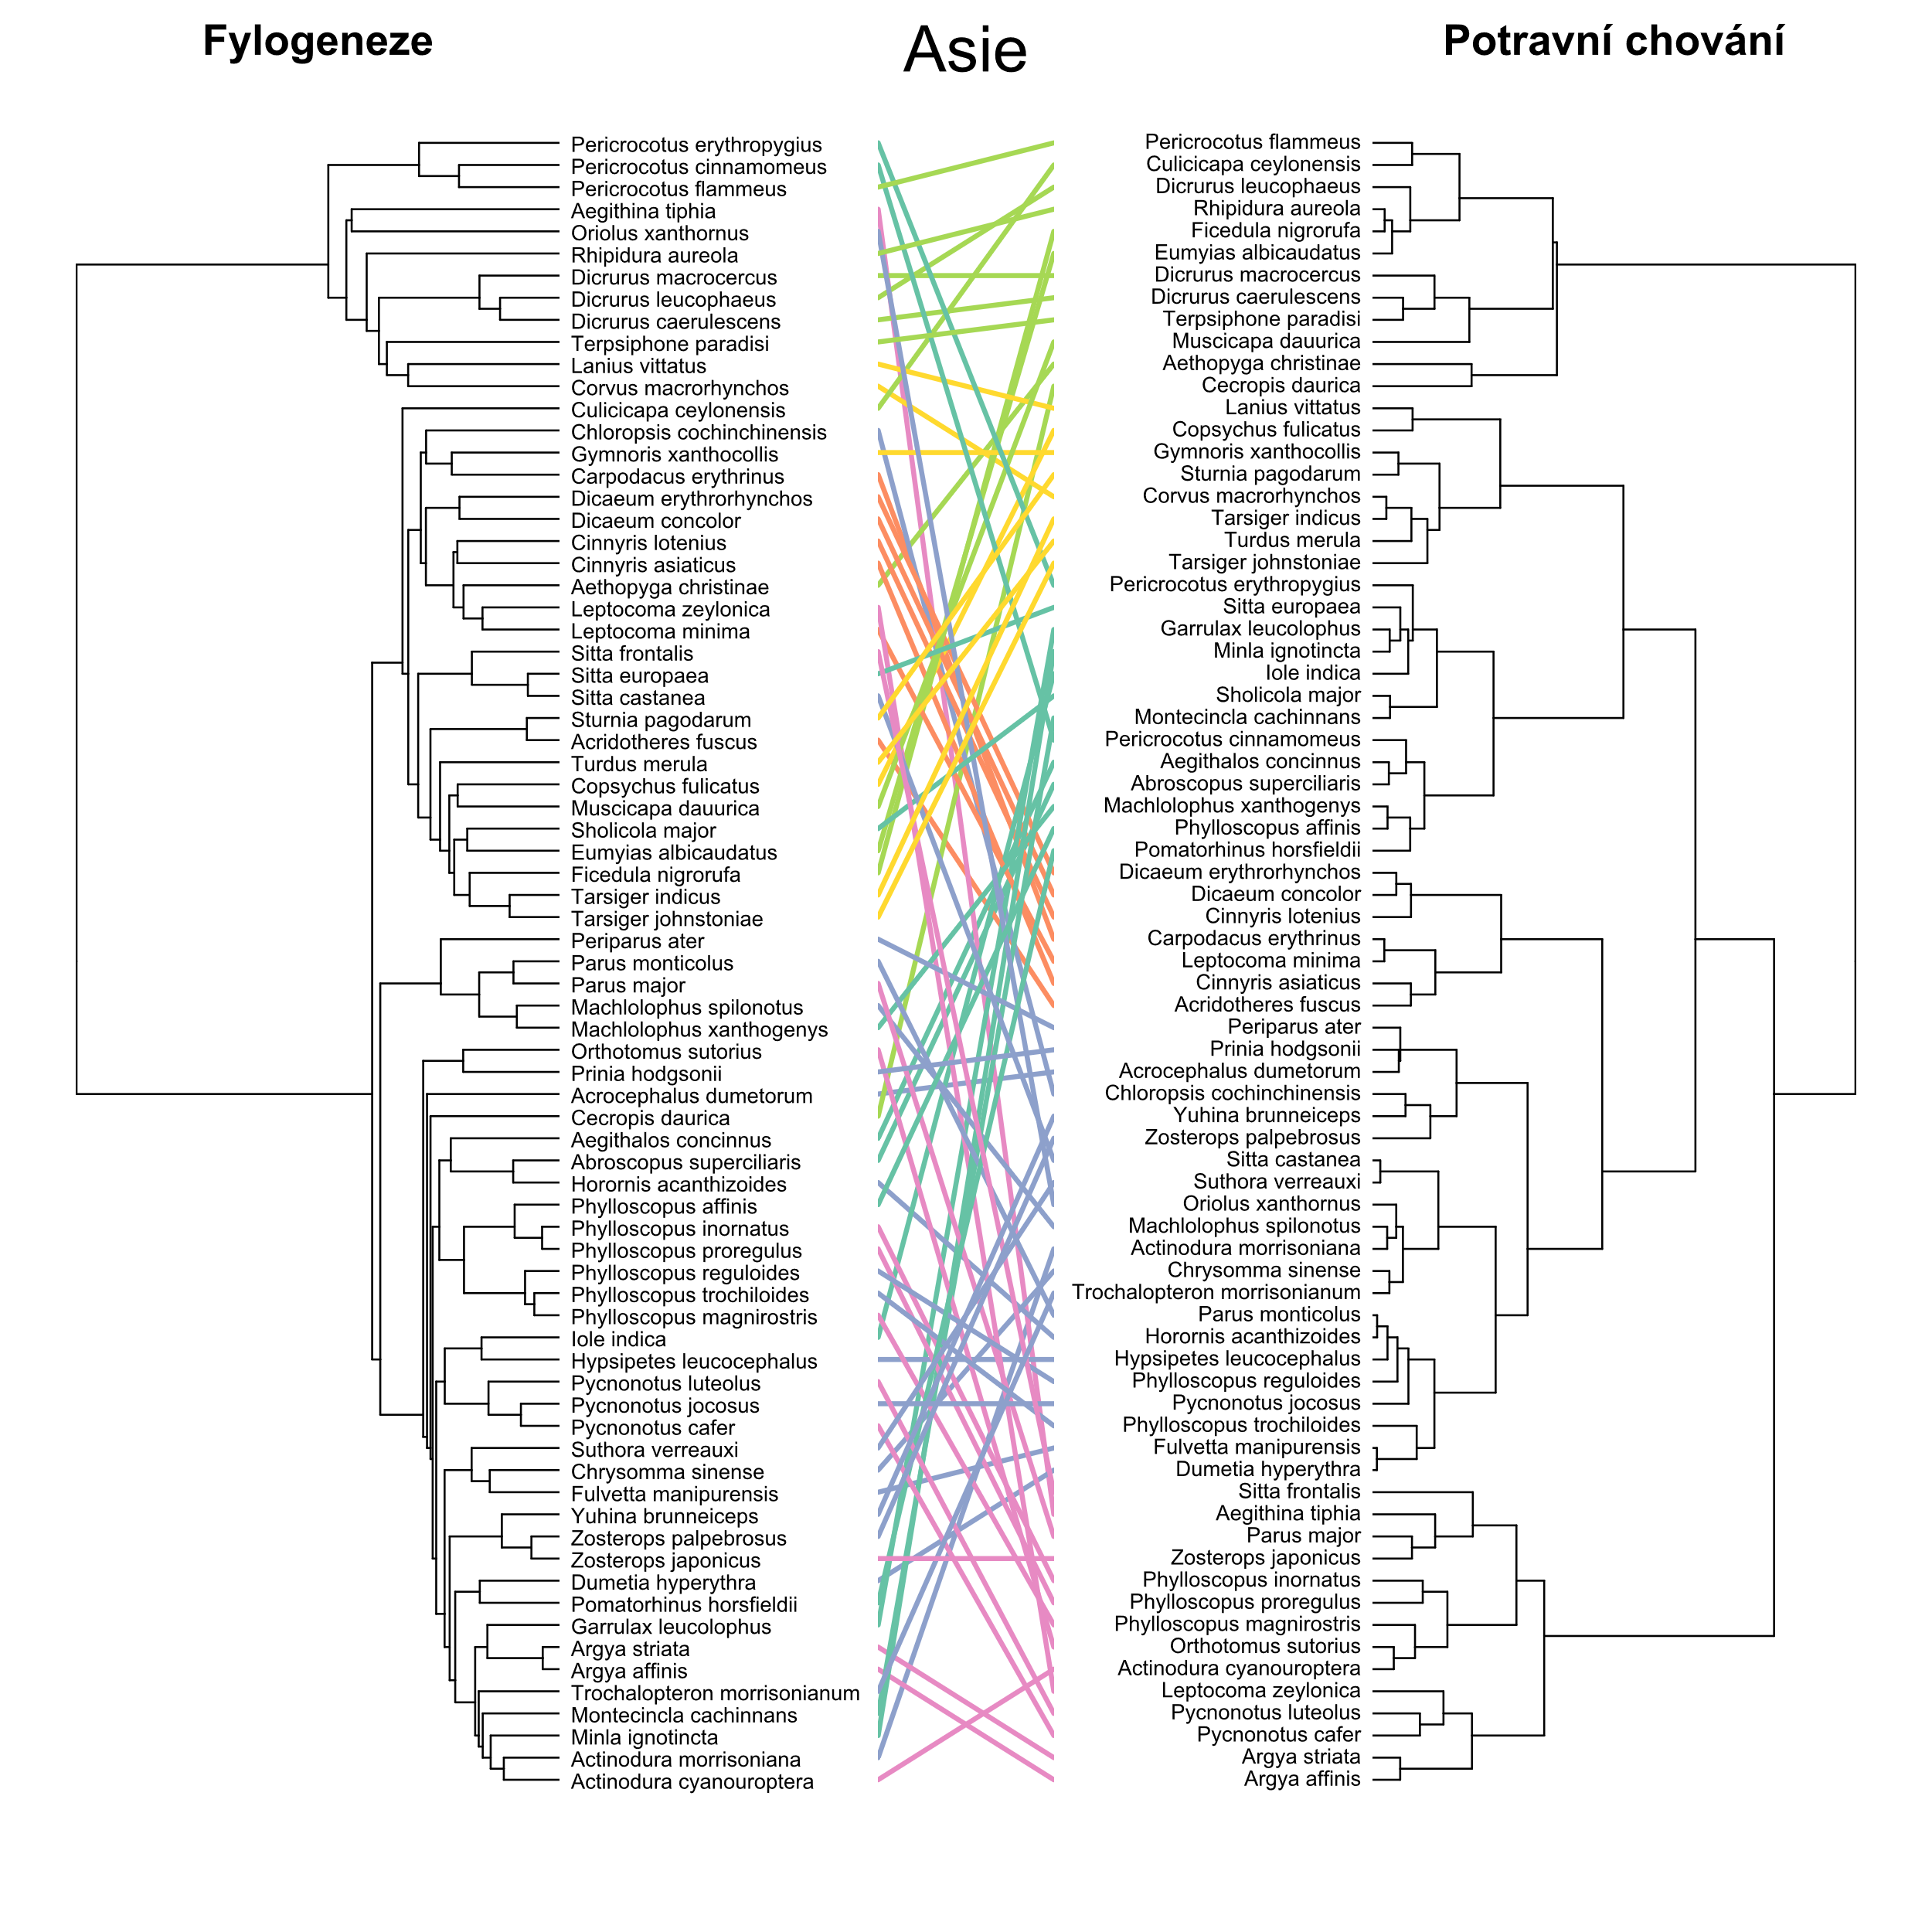 Fylogeneze
Asie
Potravní chování
Pericrocotus erythropygius
Pericrocotus cinnamomeus
Pericrocotus flammeus
Aegithina tiphia
Oriolus xanthornus
Rhipidura aureola
Dicrurus macrocercus
Dicrurus leucophaeus
Dicrurus caerulescens
Terpsiphone paradisi
Lanius vittatus
Corvus macrorhynchos
Culicicapa ceylonensis
Chloropsis cochinchinensis
Gymnoris xanthocollis
Carpodacus erythrinus
Dicaeum erythrorhynchos
Dicaeum concolor
Cinnyris lotenius
Cinnyris asiaticus
Aethopyga christinae
Leptocoma zeylonica
Leptocoma minima
Sitta frontalis
Sitta europaea
Sitta castanea
Sturnia pagodarum
Acridotheres fuscus
Turdus merula
Copsychus fulicatus
Muscicapa dauurica
Sholicola major
Eumyias albicaudatus
Ficedula nigrorufa
Tarsiger indicus
Tarsiger johnstoniae
Periparus ater
Parus monticolus
Parus major
Machlolophus spilonotus
Machlolophus xanthogenys
Orthotomus sutorius
Prinia hodgsonii
Acrocephalus dumetorum
Cecropis daurica
Aegithalos concinnus
Abroscopus superciliaris
Horornis acanthizoides
Phylloscopus affinis
Phylloscopus inornatus
Phylloscopus proregulus
Phylloscopus reguloides
Phylloscopus trochiloides
Phylloscopus magnirostris
Iole indica
Hypsipetes leucocephalus
Pycnonotus luteolus
Pycnonotus jocosus
Pycnonotus cafer
Suthora verreauxi
Chrysomma sinense
Fulvetta manipurensis
Yuhina brunneiceps
Zosterops palpebrosus
Zosterops japonicus
Dumetia hyperythra
Pomatorhinus horsfieldii
Garrulax leucolophus
Argya striata
Argya affinis
Trochalopteron morrisonianum
Montecincla cachinnans
Minla ignotincta
Actinodura morrisoniana
Actinodura cyanouroptera
Pericrocotus flammeus
Culicicapa ceylonensis
Dicrurus leucophaeus
Rhipidura aureola
Ficedula nigrorufa
Eumyias albicaudatus
Dicrurus macrocercus
Dicrurus caerulescens
Terpsiphone paradisi
Muscicapa dauurica
Aethopyga christinae
Cecropis daurica
Lanius vittatus
Copsychus fulicatus
Gymnoris xanthocollis
Sturnia pagodarum
Corvus macrorhynchos
Tarsiger indicus
Turdus merula
Tarsiger johnstoniae
Pericrocotus erythropygius
Sitta europaea
Garrulax leucolophus
Minla ignotincta
Iole indica
Sholicola major
Montecincla cachinnans
Pericrocotus cinnamomeus
Aegithalos concinnus
Abroscopus superciliaris
Machlolophus xanthogenys
Phylloscopus affinis
Pomatorhinus horsfieldii
Dicaeum erythrorhynchos
Dicaeum concolor
Cinnyris lotenius
Carpodacus erythrinus
Leptocoma minima
Cinnyris asiaticus
Acridotheres fuscus
Periparus ater
Prinia hodgsonii
Acrocephalus dumetorum
Chloropsis cochinchinensis
Yuhina brunneiceps
Zosterops palpebrosus
Sitta castanea
Suthora verreauxi
Oriolus xanthornus
Machlolophus spilonotus
Actinodura morrisoniana
Chrysomma sinense
Trochalopteron morrisonianum
Parus monticolus
Horornis acanthizoides
Hypsipetes leucocephalus
Phylloscopus reguloides
Pycnonotus jocosus
Phylloscopus trochiloides
Fulvetta manipurensis
Dumetia hyperythra
Sitta frontalis
Aegithina tiphia
Parus major
Zosterops japonicus
Phylloscopus inornatus
Phylloscopus proregulus
Phylloscopus magnirostris
Orthotomus sutorius
Actinodura cyanouroptera
Leptocoma zeylonica
Pycnonotus luteolus
Pycnonotus cafer
Argya striata
Argya affinis